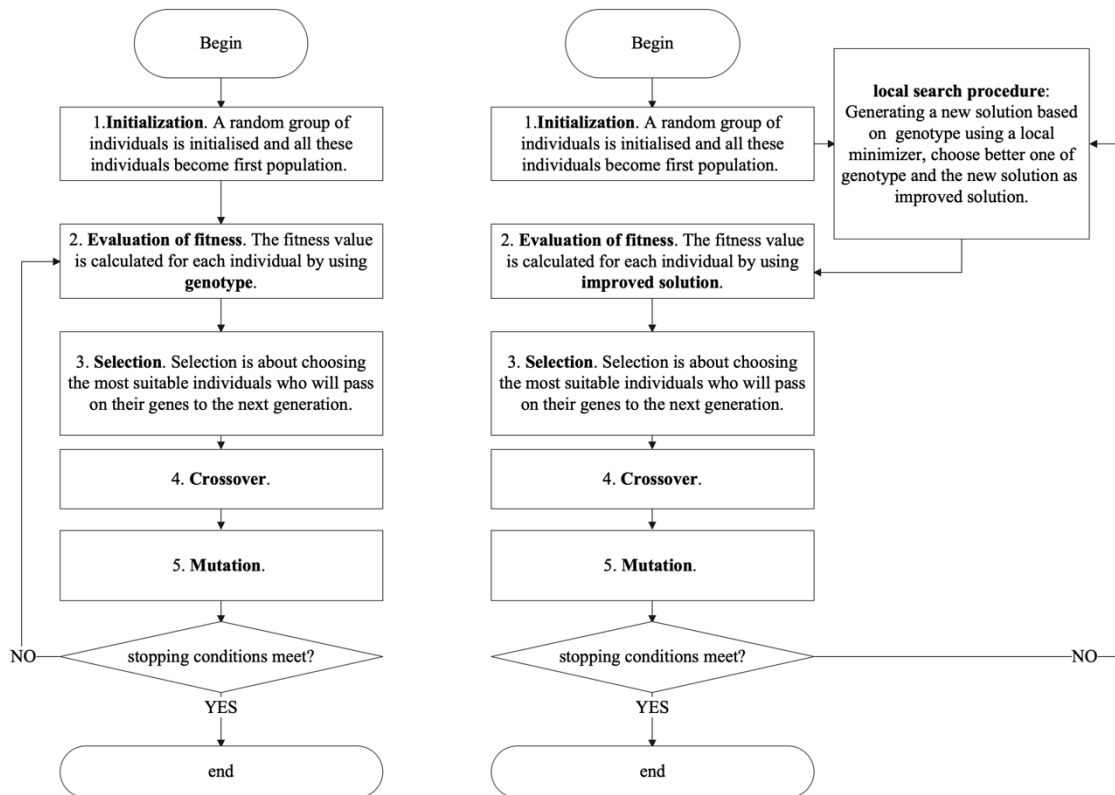 Begin
1.Initialization. A random group of
individuals is initialised and all these
individuals become first population.
2. Evaluation of fitness. The fitness value
is calculated for each individual by using
genotype.
3. Selection. Selection is about choosing
the most suitable individuals who will pass
on their genes to the next generation.
4. Crossover.
5. Mutation.
stopping conditions meet?
NO
YES
end
Begin
1.Initialization. A random group of
individuals is initialised and all these
individuals become first population.
local search procedure:
Generating a new solution based
on genotype using a local
minimizer, choose better one of
genotype and the new solution as
improved solution.
2. Evaluation of fitness. The fitness value
is calculated for each individual by using
improved solution.
3. Selection. Selection is about choosing
the most suitable individuals who will pass
on their genes to the next generation.
4. Crossover.
5. Mutation.
stopping conditions meet?
NO
YES
end